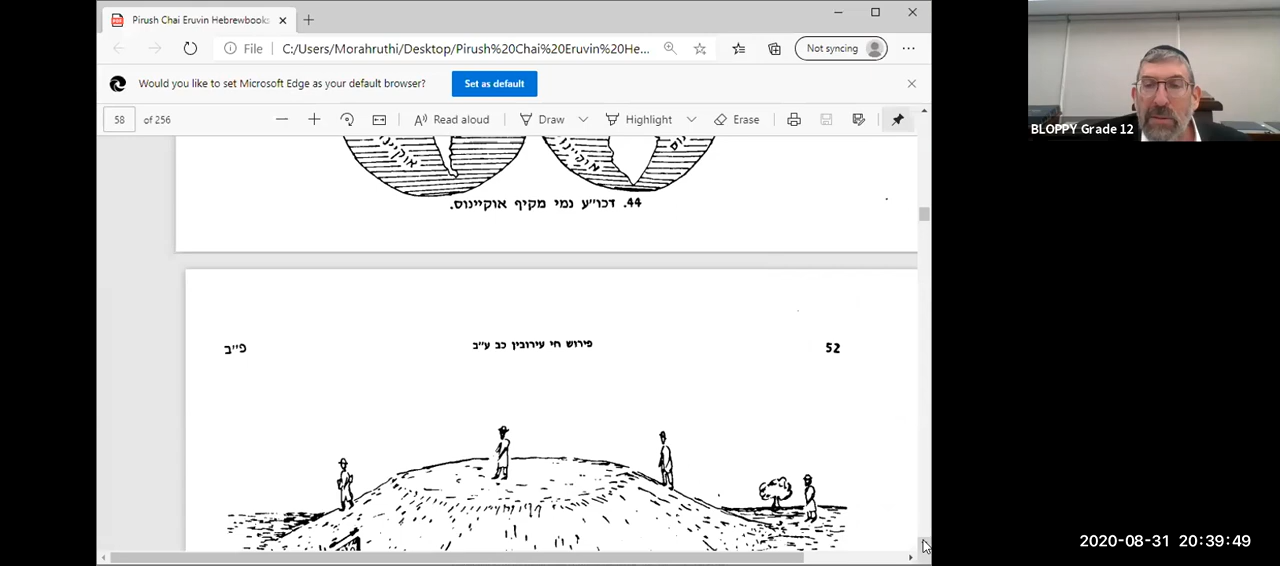 Pirush Chai Eruvin Hebrewbooks
File
C:/Users/Morahruthi/Desktop/Pirush%20Chai%20Eruvin%20He...
Not syncing
Would you like to set Microsoft Edge as your default browser?
Set as default
58 of 256
Read aloud
Draw
Highlight
Erase
אוקיינוס
44. דכו"ע נמי מקיף אוקיינוס.
52
פירוש חי עירובין כב ע"ב
פ"ב
BLOPPY Grade 12
2020-08-31 20:39:49